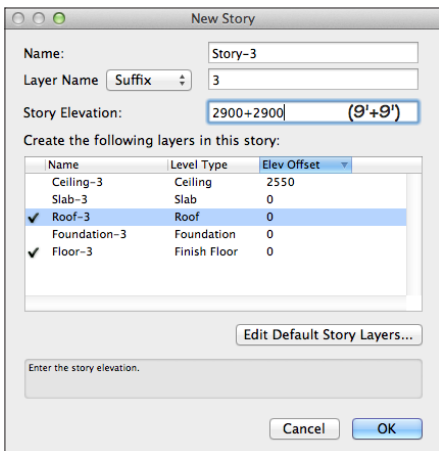 New Story
Name: Story-3
Layer Name Suffix 3
Story Elevation: 2900+2900 (9'+9')
Create the following layers in this story:
Name Level Type Elev Offset
Ceiling-3 Ceiling 2550
Slab-3 Slab 0
Roof-3 Roof 0
Foundation-3 Foundation 0
Floor-3 Finish Floor 0
Edit Default Story Layers...
Enter the story elevation.
Cancel OK